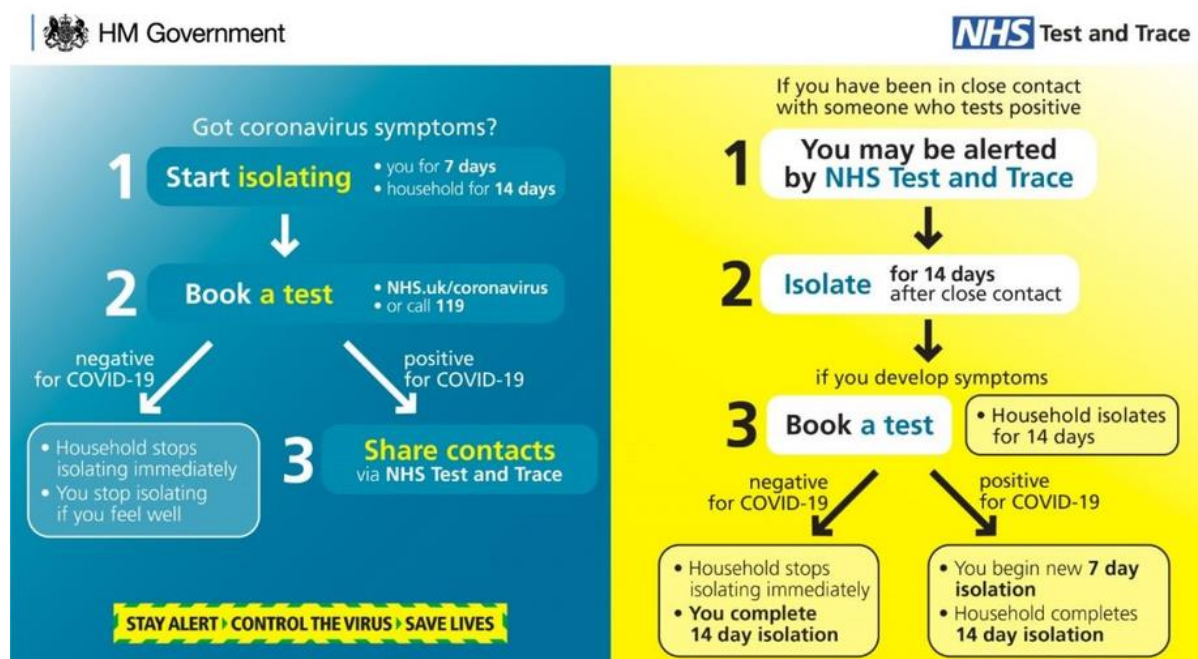 HM Government
NHS Test and Trace
Got coronavirus symptoms?
1
Start isolating
• you for 7 days
• household for 14 days
2
Book a test
• NHS.uk/coronavirus
• or call 119
negative
for COVID-19
positive
for COVID-19
• Household stops
isolating immediately
• You stop isolating
if you feel well
3
Share contacts
via NHS Test and Trace
STAY ALERT CONTROL THE VIRUS SAVE LIVES
If you have been in close contact
with someone who tests positive
1
You may be alerted
by NHS Test and Trace
2
Isolate
for 14 days
after close contact
if you develop symptoms
3
Book a test
• Household isolates
for 14 days
negative
for COVID-19
positive
for COVID-19
• Household stops
isolating immediately
• You complete
14 day isolation
• You begin new 7 day
isolation
• Household completes
14 day isolation